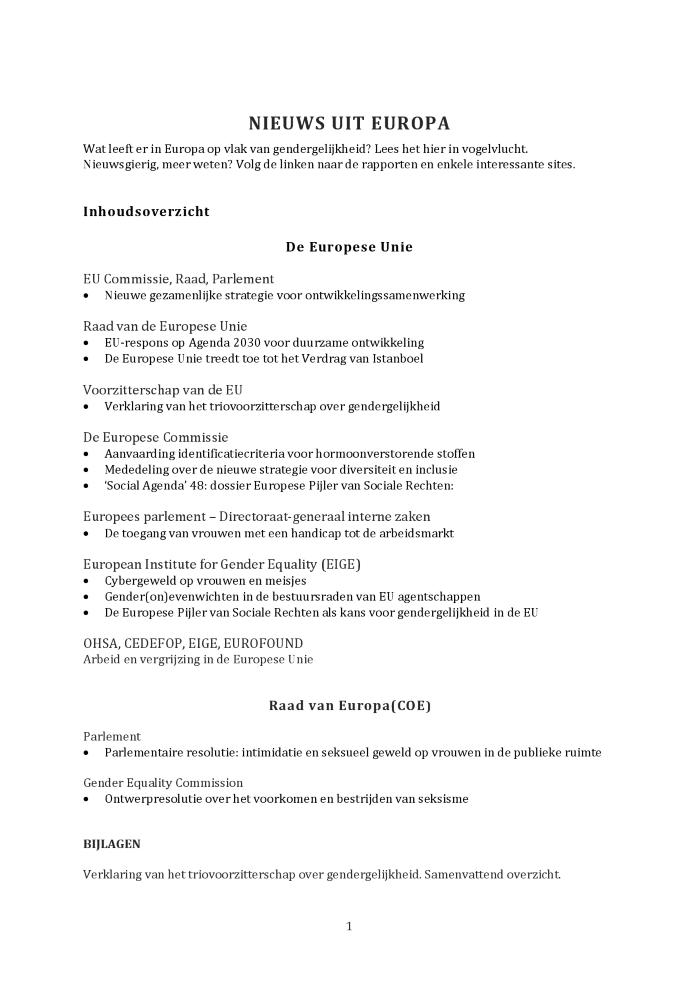 NIEUWS UIT EUROPA
Wat leeft er in Europa op vlak van gendergelijkheid? Lees het hier in vogelvlucht.
Nieuwsgierig, meer weten? Volg de linken naar de rapporten en enkele interessante sites.
Inhoudsoverzicht
De Europese Unie
EU Commissie, Raad, Parlement
• Nieuwe gezamenlijke strategie voor ontwikkelingssamenwerking
Raad van de Europese Unie
• EU-respons op Agenda 2030 voor duurzame ontwikkeling
• De Europese Unie treedt toe tot het Verdrag van Istanboel
Voorzitterschap van de EU
• Verklaring van het triovoorzitterschap over gendergelijkheid
De Europese Commissie
• Aanvaarding identificatiecriteria voor hormoonverstorende stoffen
• Mededeling over de nieuwe strategie voor diversiteit en inclusie
• 'Social Agenda' 48: dossier Europese Pijler van Sociale Rechten:
Europees parlement – Directoraat-generaal interne zaken
• De toegang van vrouwen met een handicap tot de arbeidsmarkt
European Institute for Gender Equality (EIGE)
• Cybergeweld op vrouwen en meisjes
• Gender(on)evenwichten in de bestuursraden van EU agentschappen
• De Europese Pijler van Sociale Rechten als kans voor gendergelijkheid in de EU
OHSA, CEDEFOP, EIGE, EUROFOUND
Arbeid en vergrijzing in de Europese Unie
Raad van Europa(COE)
Parlement
• Parlementaire resolutie: intimidatie en seksueel geweld op vrouwen in de publieke ruimte
Gender Equality Commission
• Ontwerpresolutie over het voorkomen en bestrijden van seksisme
BIJLAGEN
Verklaring van het triovoorzitterschap over gendergelijkheid. Samenvattend overzicht.
1